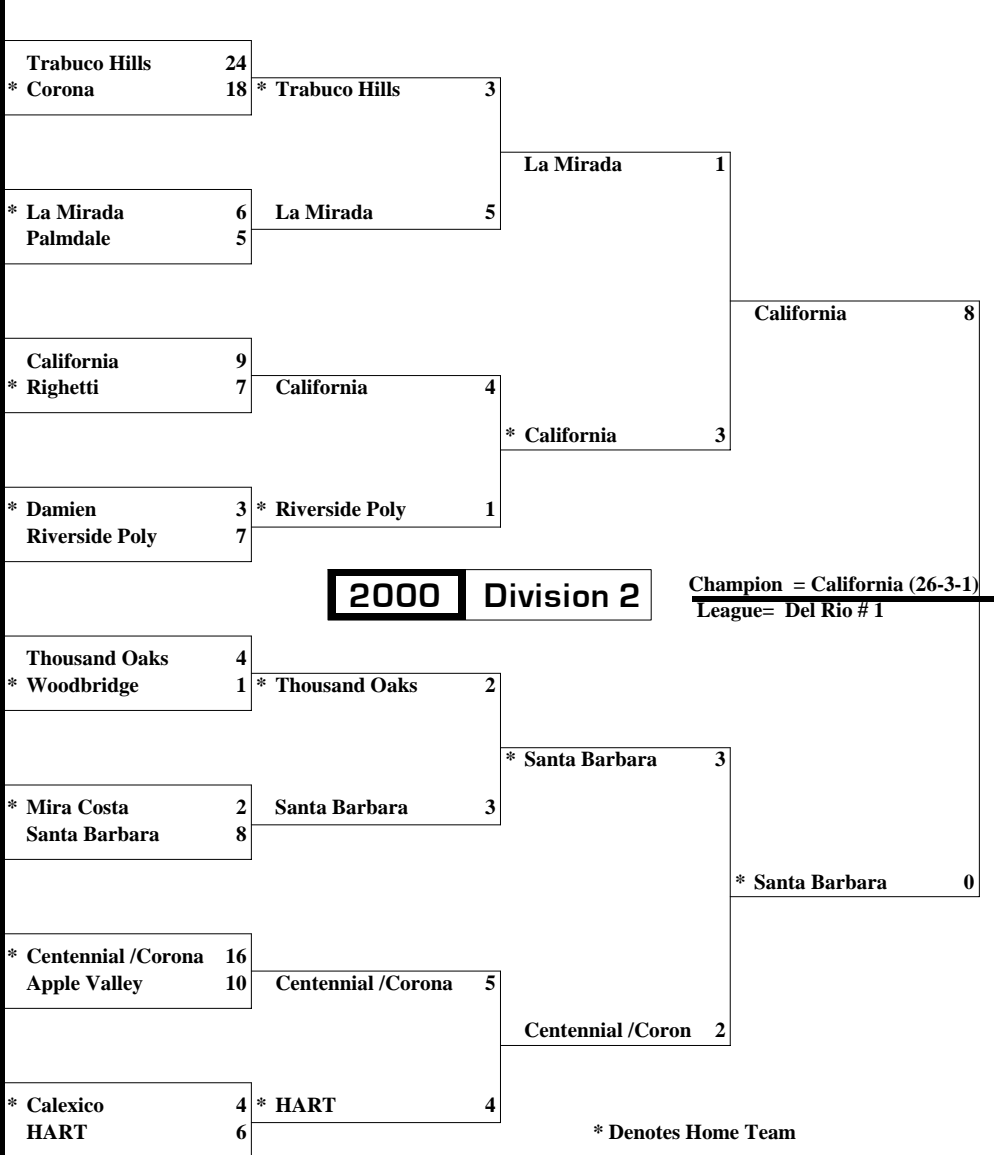 Trabuco Hills 24
* Corona 18
* Trabuco Hills 3
La Mirada 1
* La Mirada 6
Palmdale 5
La Mirada 5
California 8
California 9
* Righetti 7
California 4
* California 3
* Damien 3
Riverside Poly 7
* Riverside Poly 1
2000 Division 2
Champion = California (26-3-1)
League= Del Rio # 1
Thousand Oaks 4
* Woodbridge 1
* Thousand Oaks 2
* Santa Barbara 3
* Mira Costa 2
Santa Barbara 8
Santa Barbara 3
* Santa Barbara 0
* Centennial /Corona 16
Apple Valley 10
Centennial /Corona 5
Centennial /Coron 2
* Calexico 4
HART 6
* HART 4
* Denotes Home Team